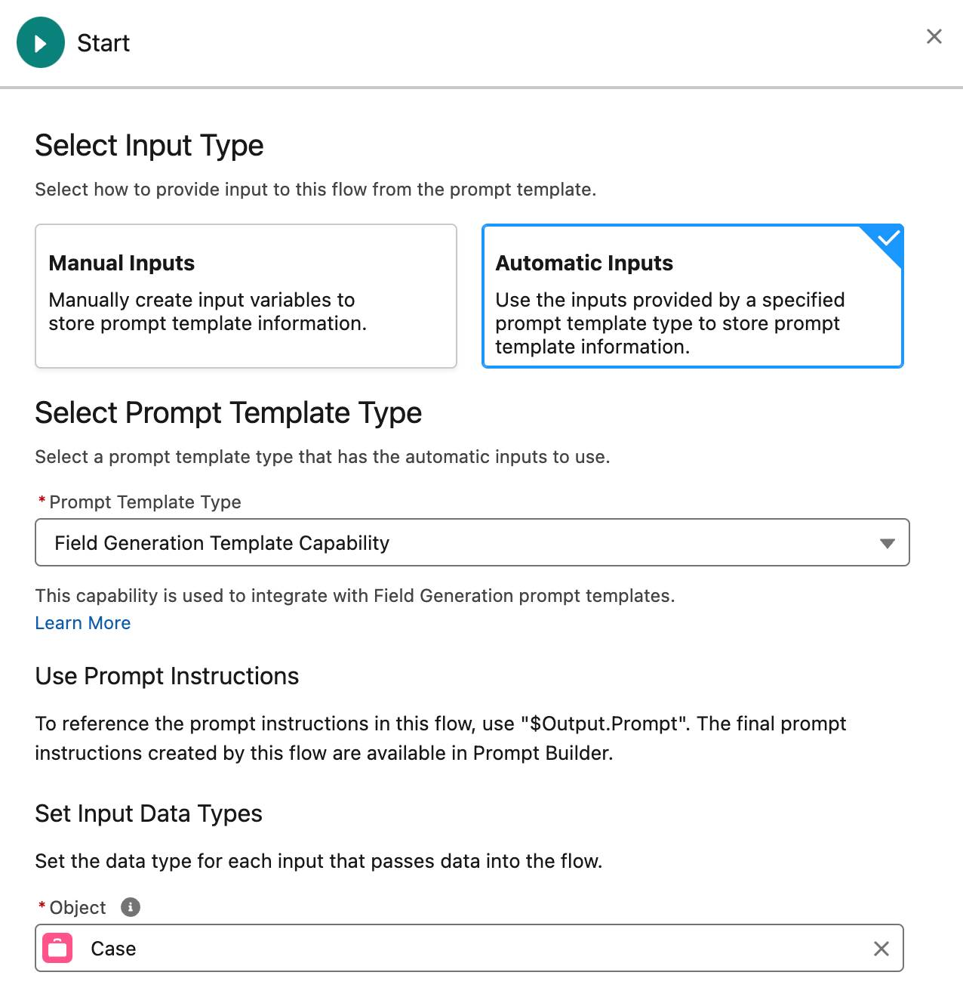 Start
Select Input Type
Select how to provide input to this flow from the prompt template.
Manual Inputs
Manually create input variables to
store prompt template information.
Automatic Inputs
Use the inputs provided by a specified
prompt template type to store prompt
template information.
Select Prompt Template Type
Select a prompt template type that has the automatic inputs to use.
* Prompt Template Type
Field Generation Template Capability
This capability is used to integrate with Field Generation prompt templates.
Learn More
Use Prompt Instructions
To reference the prompt instructions in this flow, use "$Output.Prompt". The final prompt
instructions created by this flow are available in Prompt Builder.
Set Input Data Types
Set the data type for each input that passes data into the flow.
* Object
Case